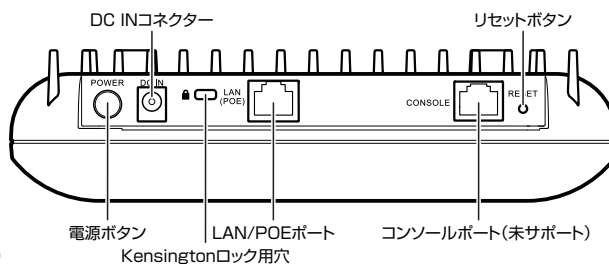 DC INコネクター
リセットボタン
POWER
DC IN
LAN
(POE)
CONSOLE
RESET
電源ボタン
LAN/POEポート
コンソールポート(未サポート)
Kensingtonロック用穴